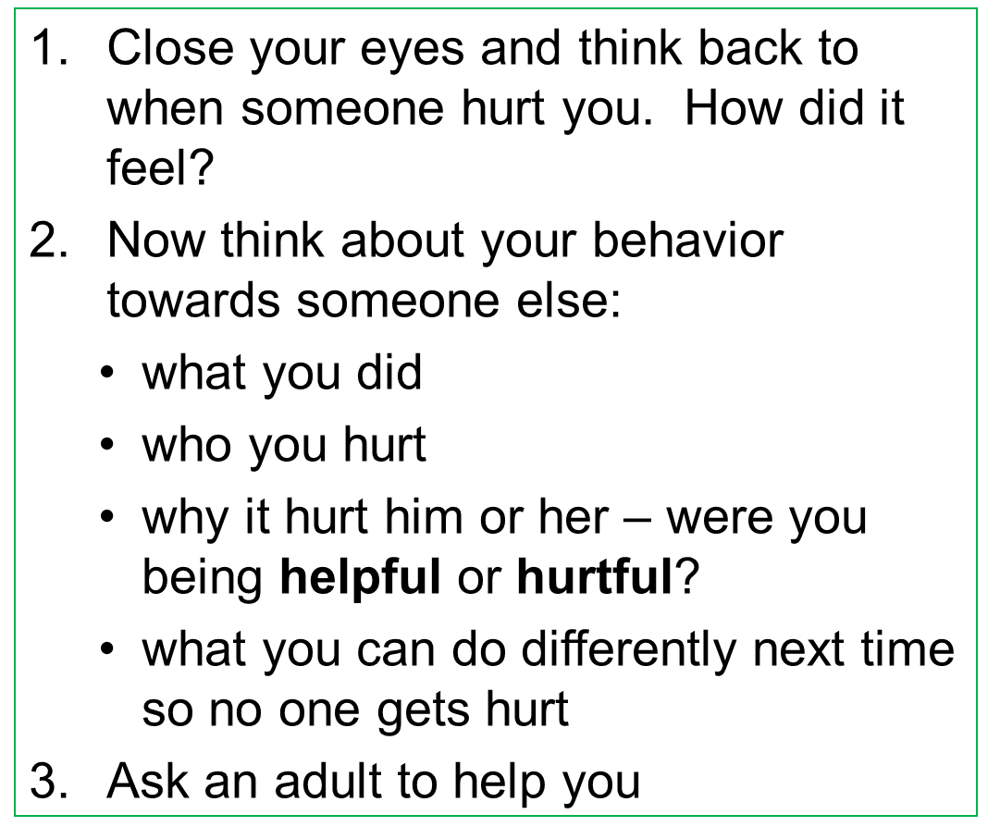 1. Close your eyes and think back to
when someone hurt you.  How did it
feel?
2. Now think about your behavior
towards someone else:
• what you did
• who you hurt
• why it hurt him or her – were you
being helpful or hurtful?
• what you can do differently next time
so no one gets hurt
3. Ask an adult to help you